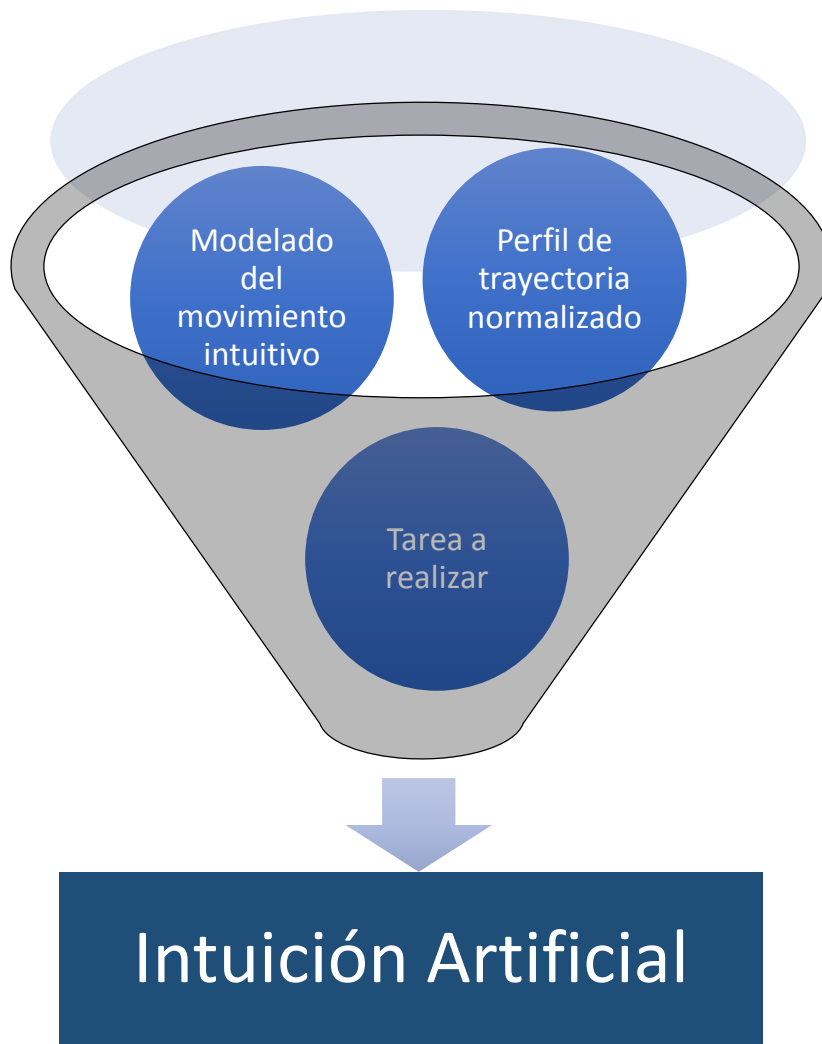 Modelado
del
movimiento
intuitivo
Perfil de
trayectoria
normalizado
Tarea a
realizar
Intuición Artificial